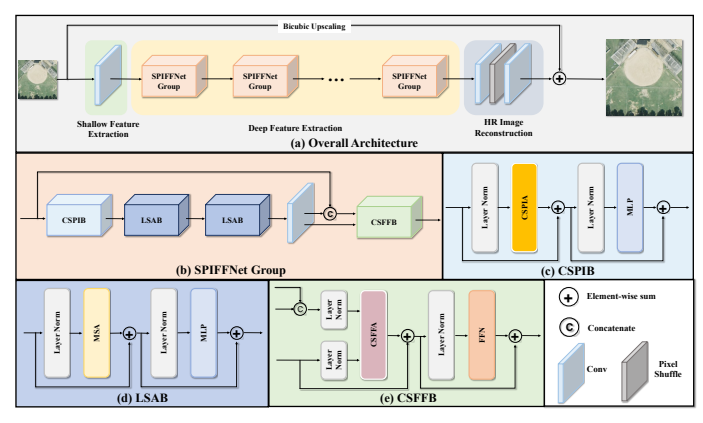 Bicubic Upscaling
SPIFFNet
Group
SPIFFNet
Group
SPIFFNet
Group
Shallow Feature
Extraction
Deep Feature Extraction
HR Image
Reconstruction
(a) Overall Architecture
CSPIB
LSAB
LSAB
C
CSFFB
(b) SPIFFNet Group
Layer Norm
CSPIA
Layer Norm
MLP
(c) CSPIB
Layer Norm
MSA
Layer Norm
MLP
(d) LSAB
C
Layer
Norm
Layer
Norm
CSFFA
Layer Norm
FFN
(e) CSFFB
Element-wise sum
C
Concatenate
Conv
Pixel
Shuffle